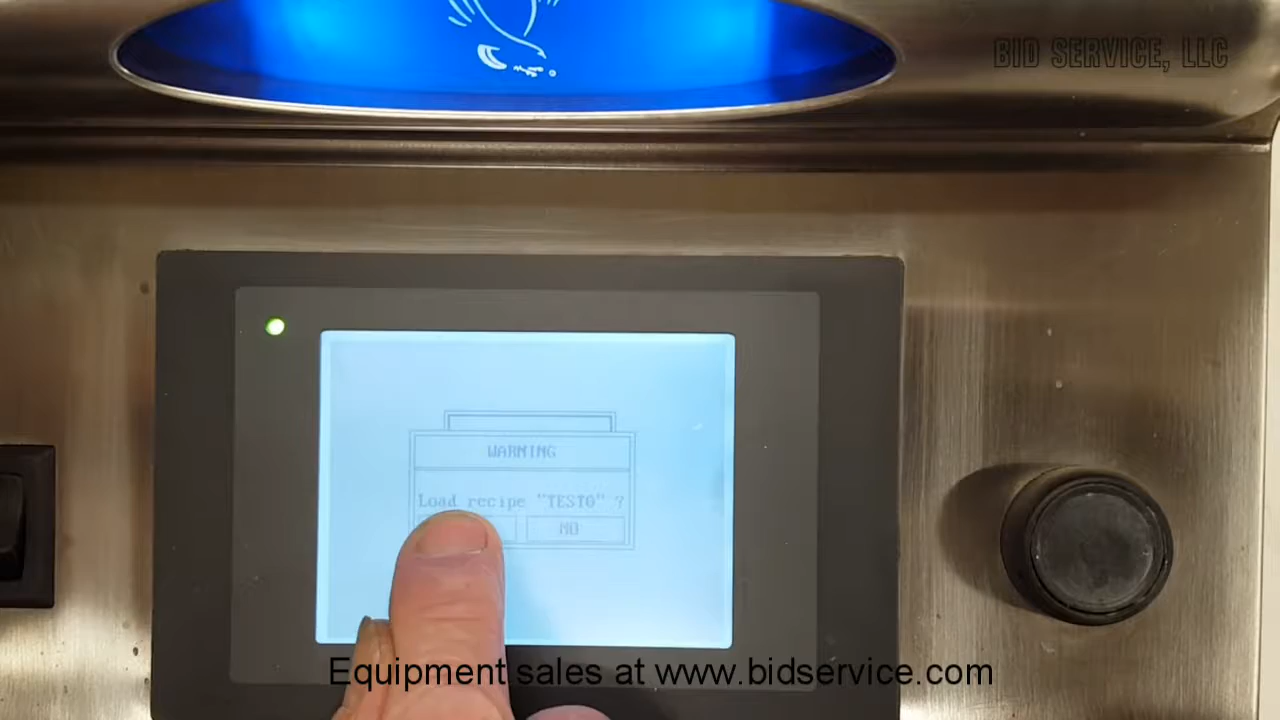 BID SERVICE, LLC
WARNING
Load recipe "TEST0" ?
NO
Equipment sales at www.bidservice.com